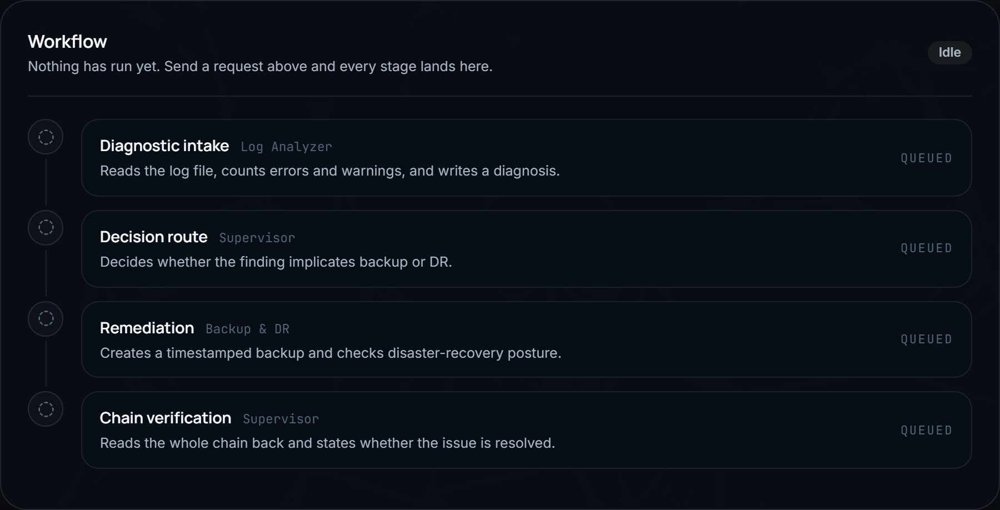 Workflow
Nothing has run yet. Send a request above and every stage lands here.
Idle
Diagnostic intake Log Analyzer
Reads the log file, counts errors and warnings, and writes a diagnosis.
QUEUED
Decision route Supervisor
Decides whether the finding implicates backup or DR.
QUEUED
Remediation Backup & DR
Creates a timestamped backup and checks disaster-recovery posture.
QUEUED
Chain verification Supervisor
Reads the whole chain back and states whether the issue is resolved.
QUEUED